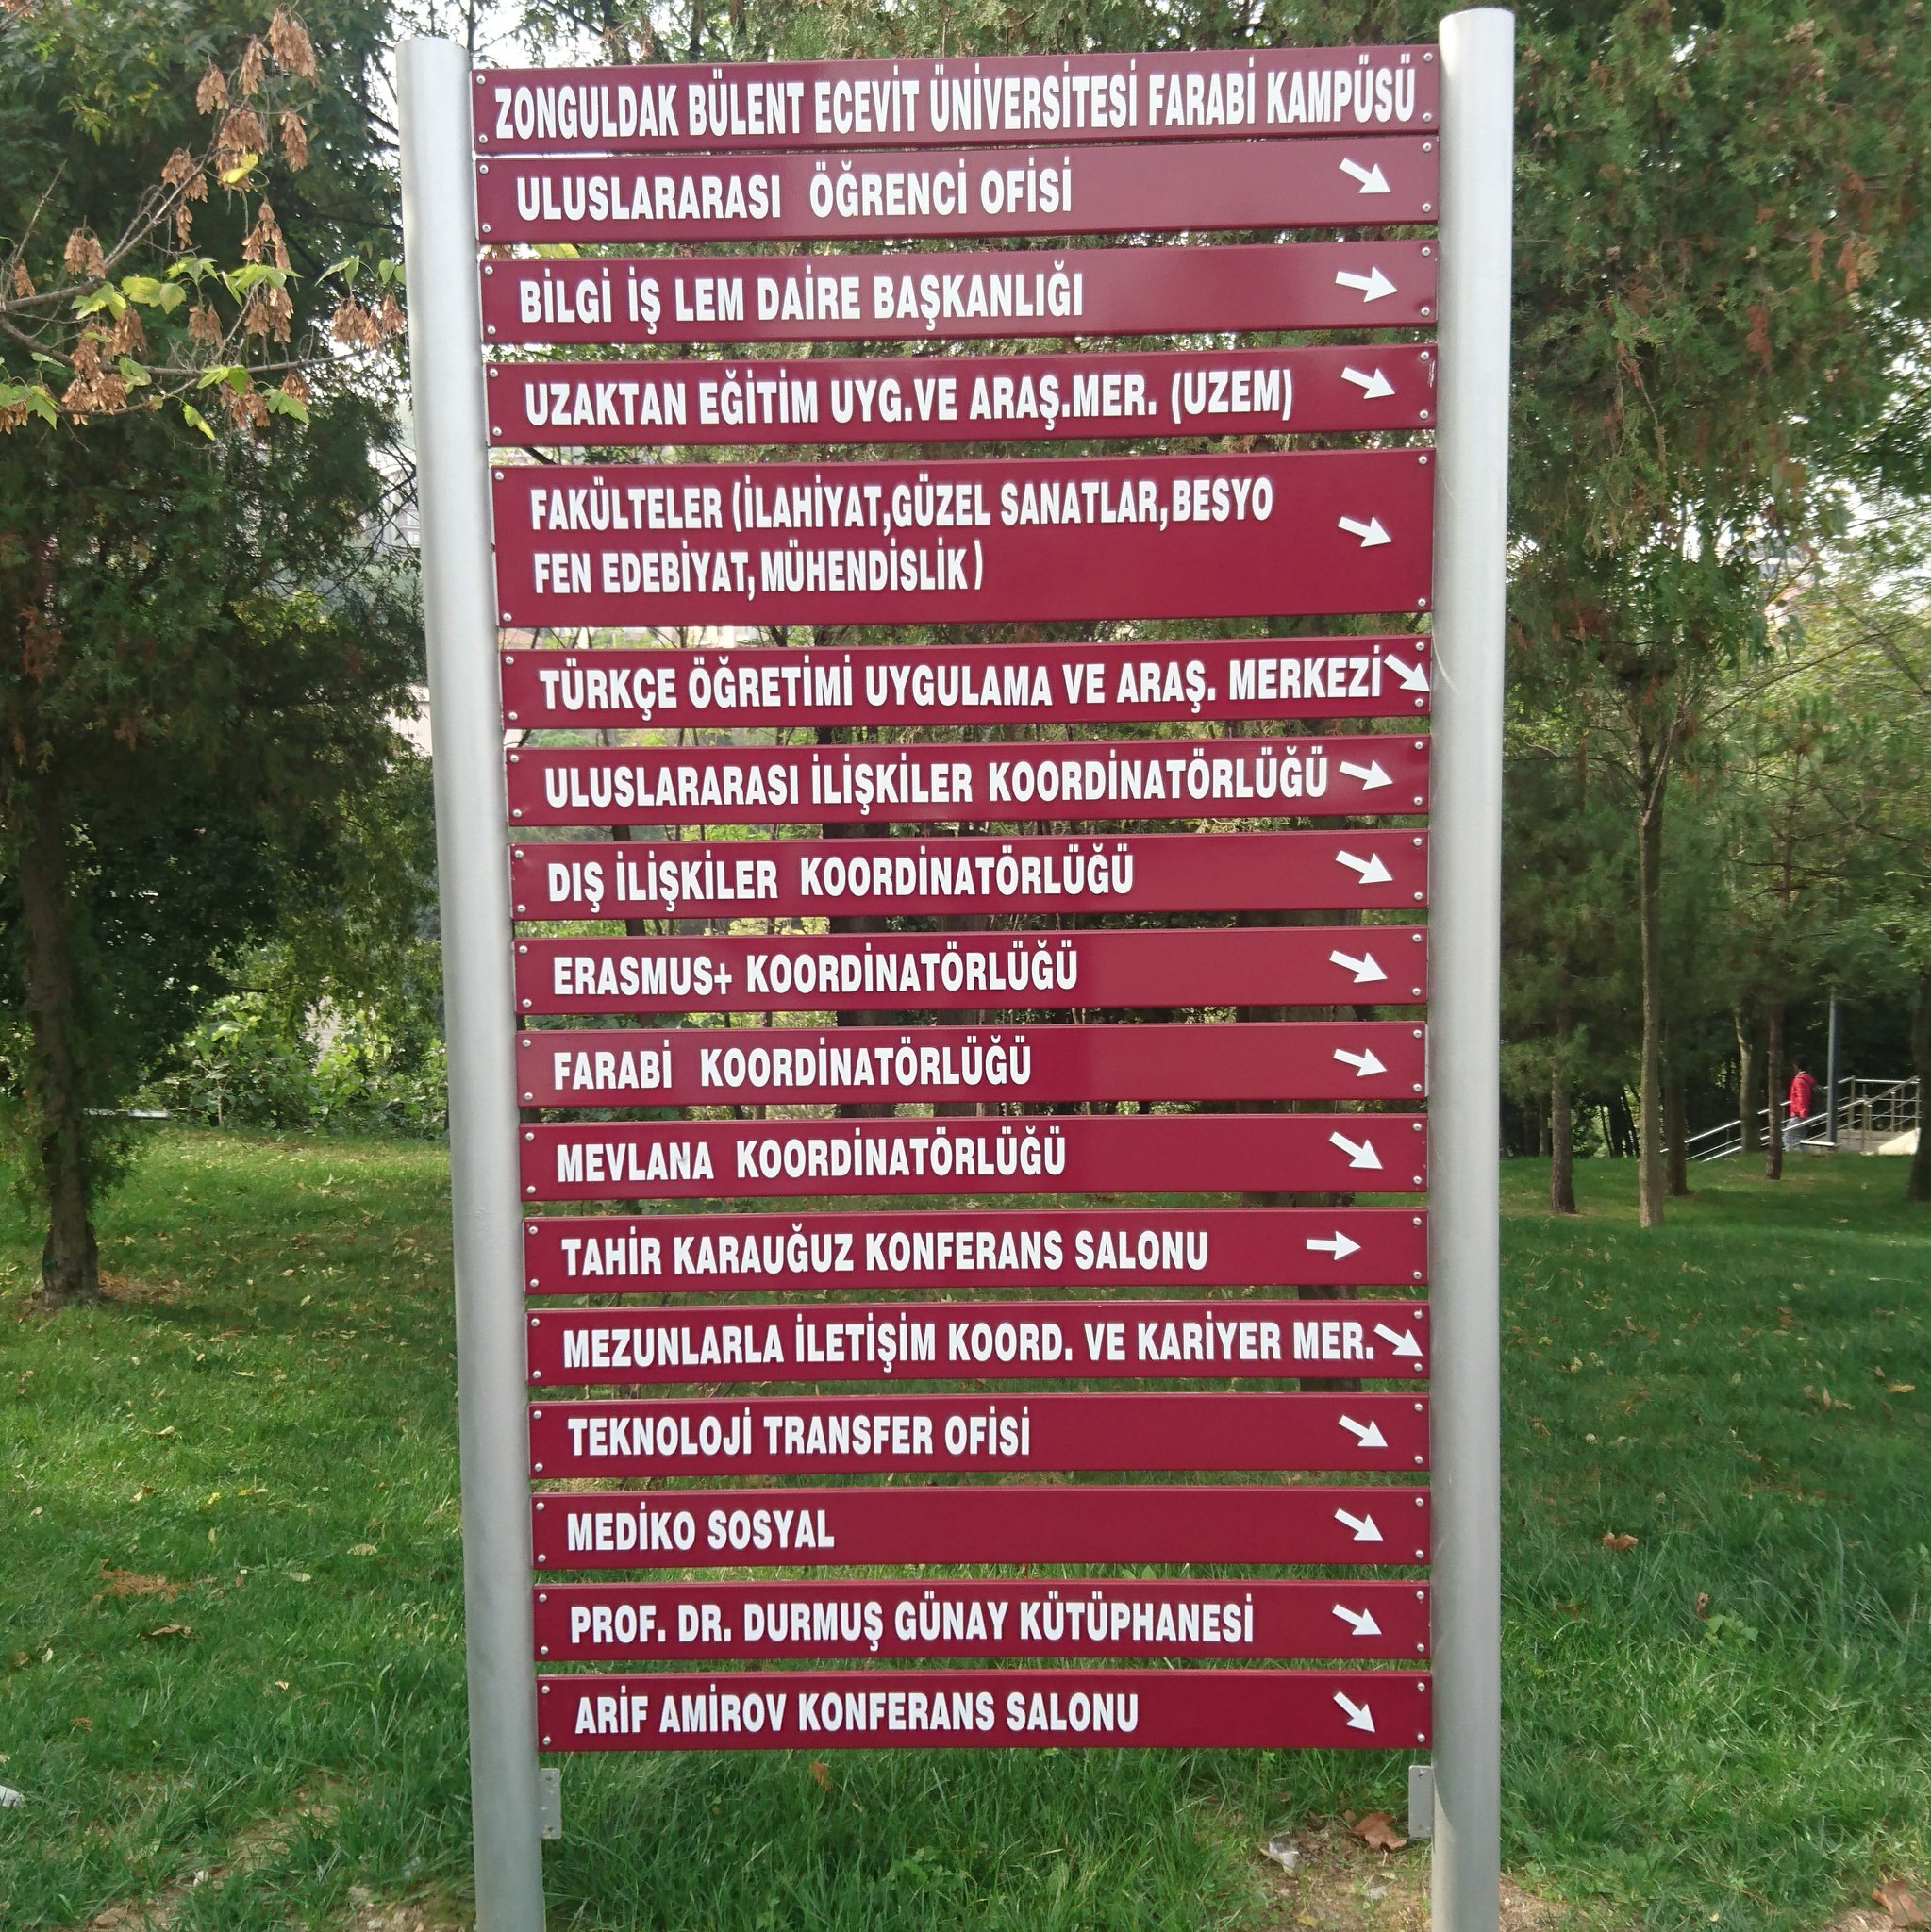 ZONGULDAK BÜLENT ECEVİT ÜNİVERSİTESİ FARABİ KAMPÜSÜ
ULUSLARARASI ÖĞRENCİ OFİSİ
BİLGİ İŞ LEM DAİRE BAŞKANLIĞI
UZAKTAN EĞİTİM UYG.VE ARAŞ.MER. (UZEM)
FAKÜLTELER (İLAHİYAT,GÜZEL SANATLAR,BESYO
FEN EDEBİYAT,MÜHENDİSLİK)
TÜRKÇE ÖĞRETİMİ UYGULAMA VE ARAŞ. MERKEZİ
ULUSLARARASI İLİŞKİLER KOORDİNATÖRLÜĞÜ
DIŞ İLİŞKİLER KOORDİNATÖRLÜĞÜ
ERASMUS+ KOORDİNATÖRLÜĞÜ
FARABİ KOORDİNATÖRLÜĞÜ
MEVLANA KOORDİNATÖRLÜĞÜ
TAHİR KARAUĞUZ KONFERANS SALONU
MEZUNLARLA İLETİŞİM KOORD. VE KARİYER MER.
TEKNOLOJİ TRANSFER OFİSİ
MEDİKO SOSYAL
PROF. DR. DURMUŞ GÜNAY KÜTÜPHANESİ
ARİF AMİROV KONFERANS SALONU